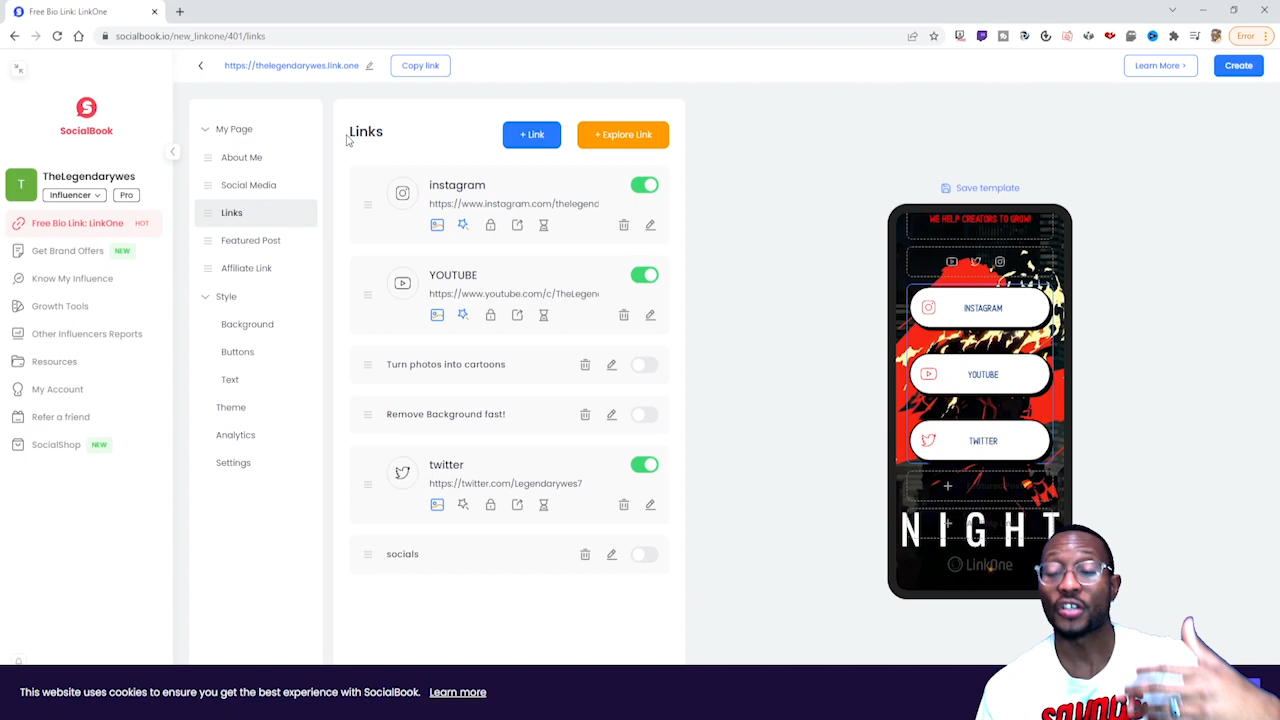 Free Bio Link: LinkOne
socialbook.io/new_linkone/401/links
Error
https://thelegendarywes.link.one
Copy link
Learn More >
Create
SocialBook
T
TheLegendarywes
Influencer
Pro
Free Bio Link: LinkOne HOT
Get Brand Offers NEW
Know My Influence
Growth Tools
Other Influencers Reports
Resources
My Account
Refer a friend
SocialShop NEW
My Page
About Me
Social Media
Links
Featured Post
Affiliate Link
Style
Background
Buttons
Text
Theme
Analytics
Settings
Links
+ Link
+ Explore Link
instagram
https://www.instagram.com/thelegenc
YOUTUBE
https://www.youtube.com/c/TheLegen
Turn photos into cartoons
Remove Background fast!
twitter
https://twitter.com/Legendarywes7
socials
Save template
WE HELP CREATORS TO GROW!
INSTAGRAM
YOUTUBE
TWITTER
NIGHT
LinkOne
This website uses cookies to ensure you get the best experience with SocialBook. Learn more